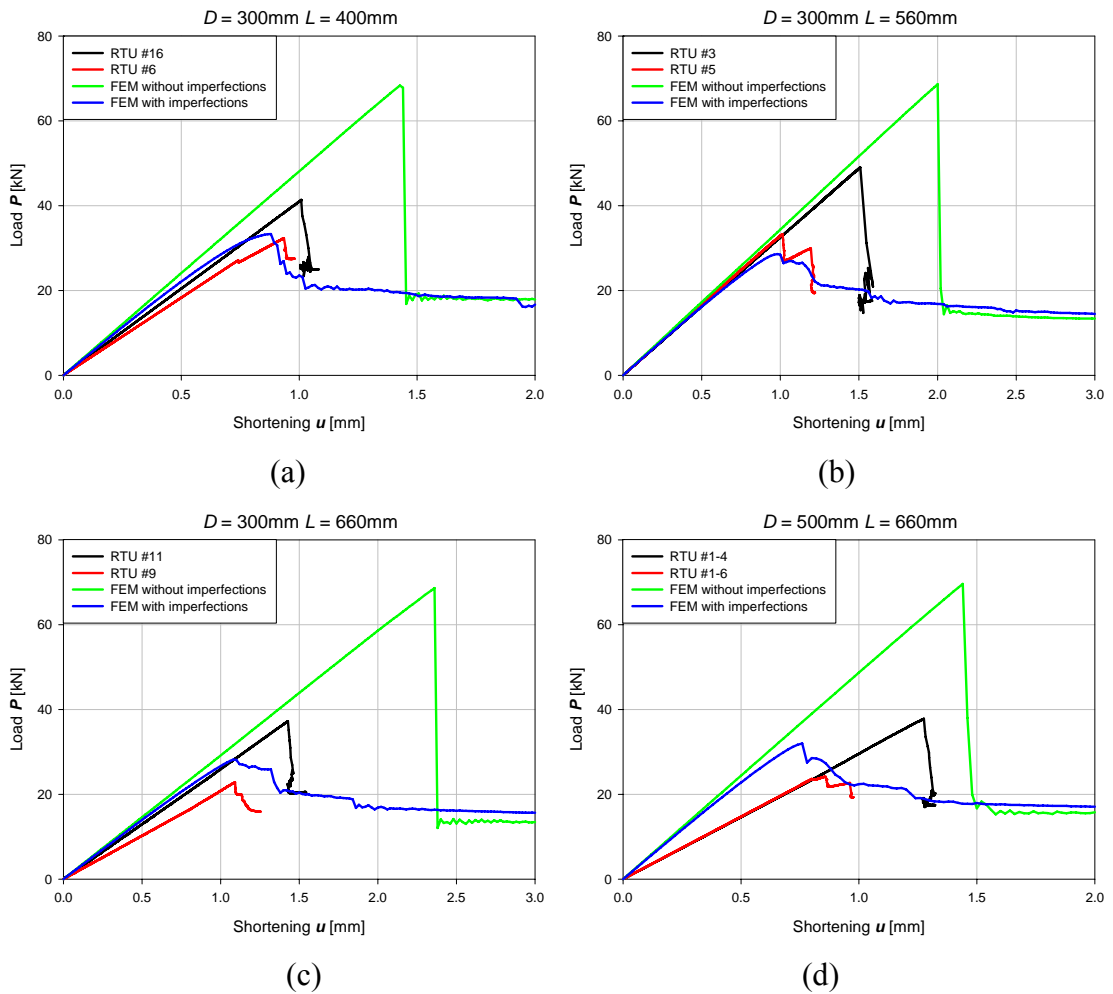 D = 300mm L = 400mm
RTU #16
RTU #6
FEM without imperfections
FEM with imperfections
Load P [kN]
80
60
40
20
0
0.0 0.5 1.0 1.5 2.0
Shortening u [mm]
(a)
D = 300mm L = 560mm
RTU #3
RTU #5
FEM without imperfections
FEM with imperfections
Load P [kN]
80
60
40
20
0
0.0 0.5 1.0 1.5 2.0 2.5 3.0
Shortening u [mm]
(b)
D = 300mm L = 660mm
RTU #11
RTU #9
FEM without imperfections
FEM with imperfections
Load P [kN]
80
60
40
20
0
0.0 0.5 1.0 1.5 2.0 2.5 3.0
Shortening u [mm]
(c)
D = 500mm L = 660mm
RTU #1-4
RTU #1-6
FEM without imperfections
FEM with imperfections
Load P [kN]
80
60
40
20
0
0.0 0.5 1.0 1.5 2.0
Shortening u [mm]
(d)